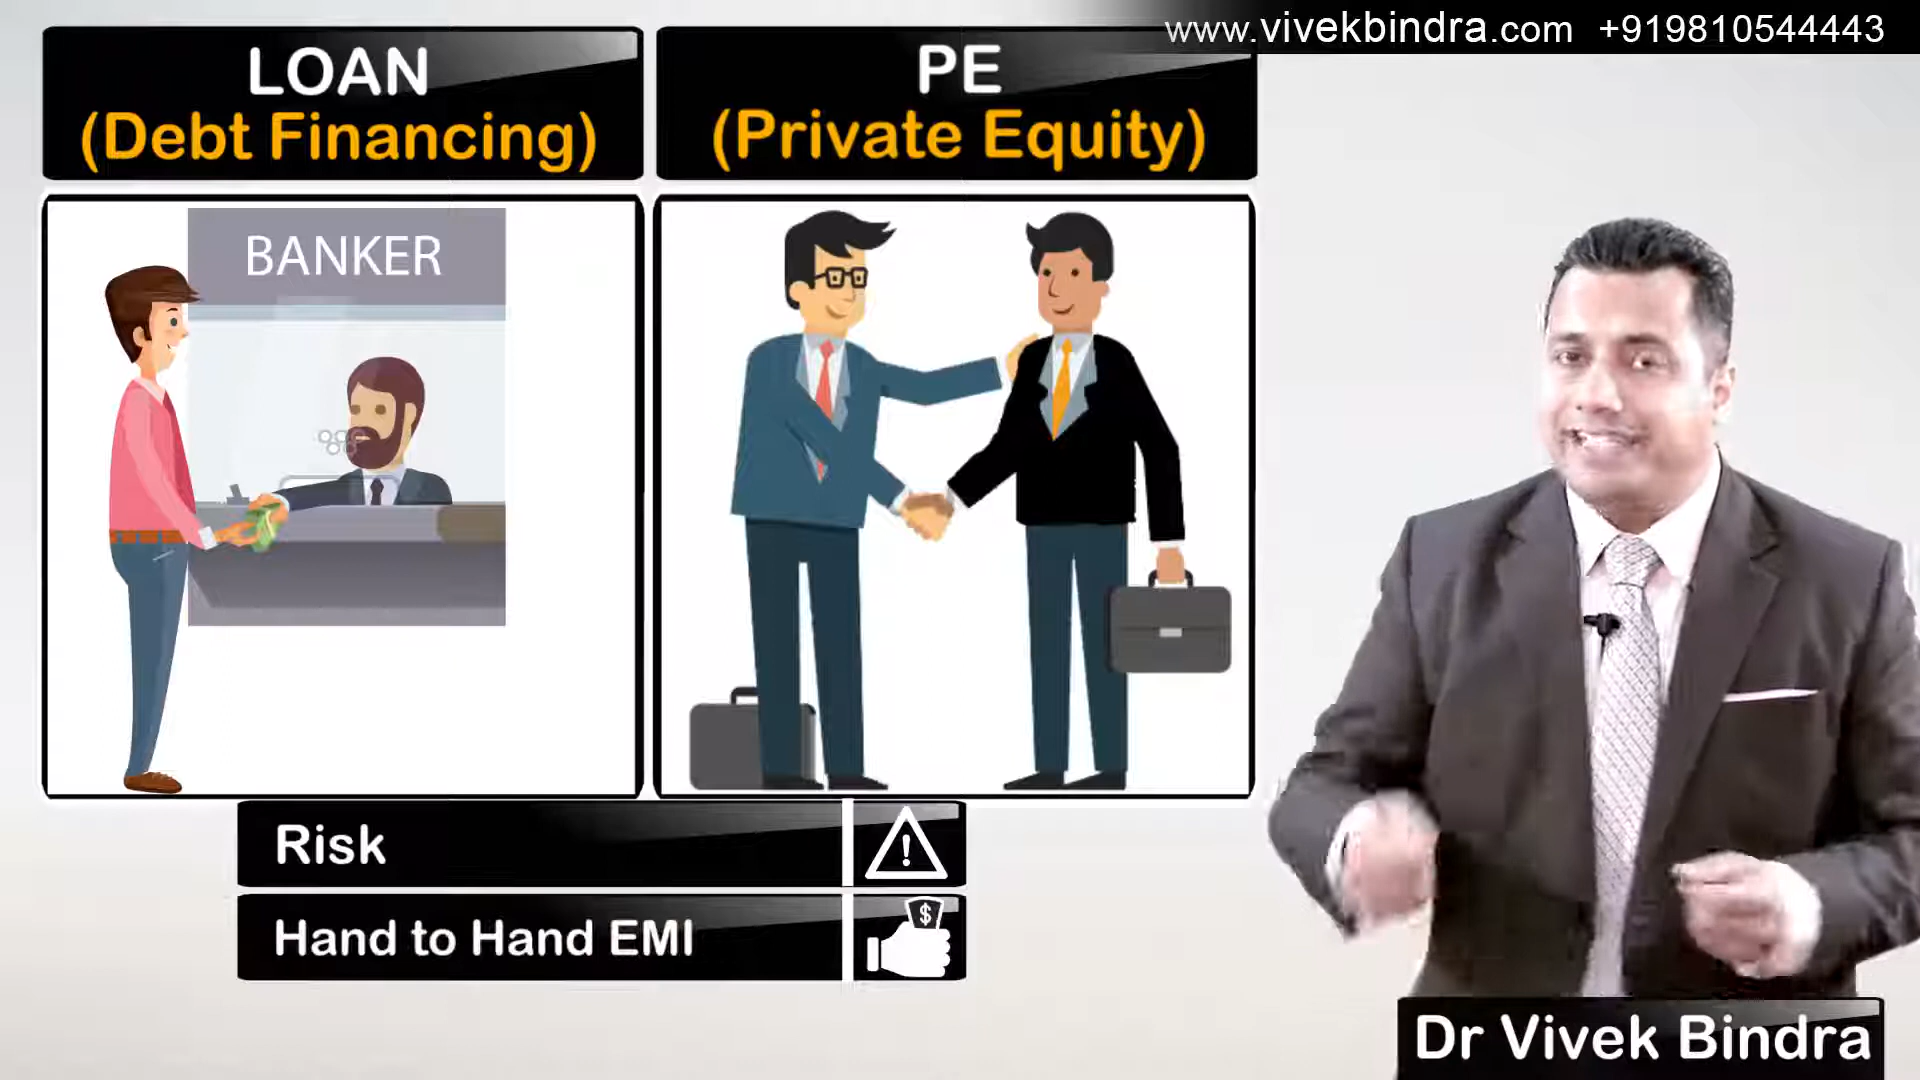 www.vivekbindra.com +919810544443
LOAN
(Debt Financing)
PE
(Private Equity)
BANKER
Risk
Hand to Hand EMI
Dr Vivek Bindra